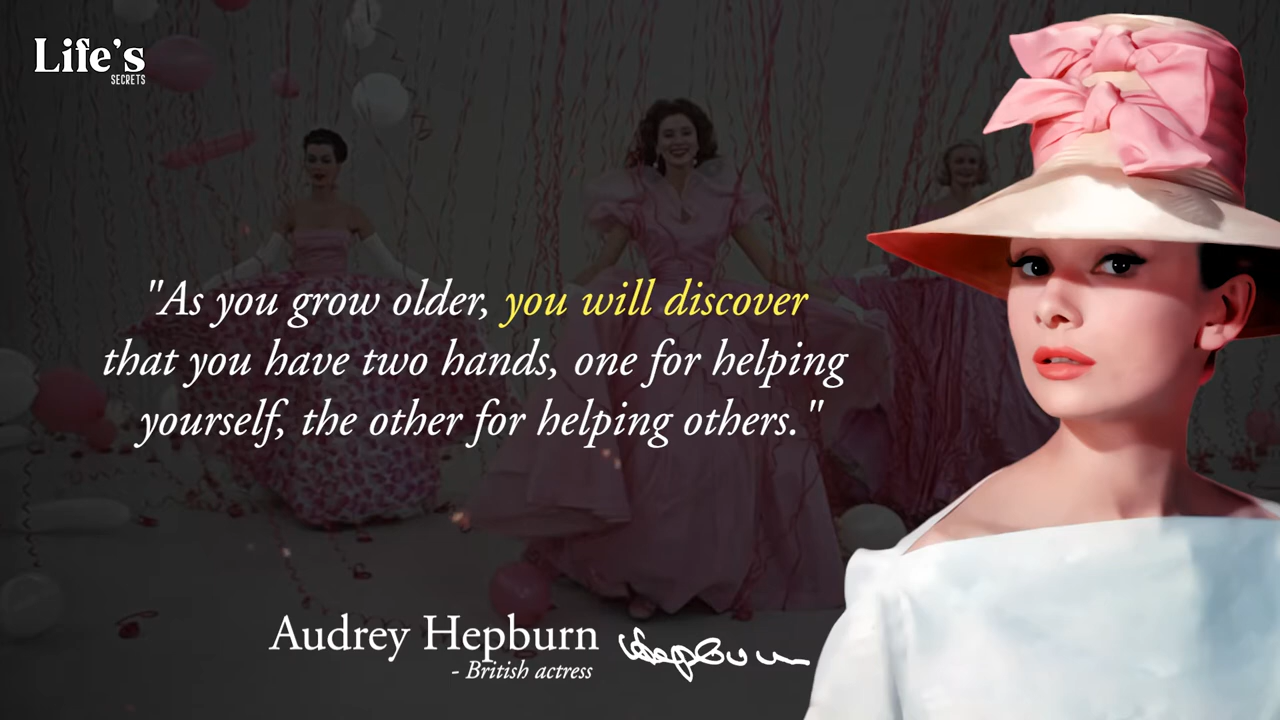 Life's
SECRETS
"As you grow older, you will discover
that you have two hands, one for helping
yourself, the other for helping others."
Audrey Hepburn
- British actress
Hepburn